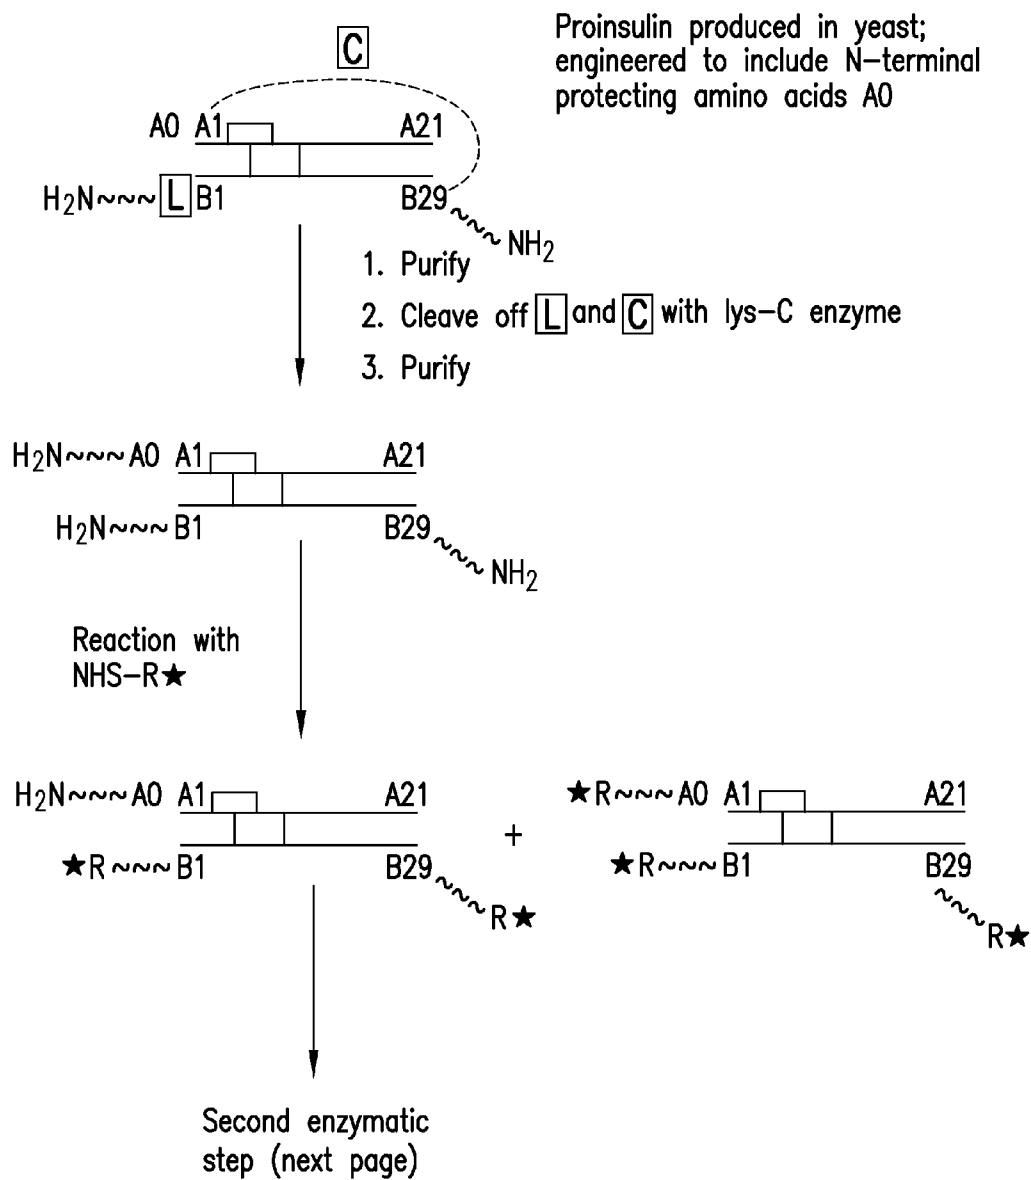 C
Proinsulin produced in yeast;
engineered to include N-terminal
protecting amino acids A0
A0 A1 A21
H₂N~~~ L B1 B29
~~~NH₂
1. Purify
2. Cleave off L and C with lys-C enzyme
3. Purify
H₂N~~~A0 A1 A21
H₂N~~~B1 B29
~~~NH₂
Reaction with
NHS-R★
H₂N~~~A0 A1 A21
★R~~~B1 B29
~~~R★
+
★R~~~A0 A1 A21
★R~~~B1 B29
~~~R★
Second enzymatic
step (next page)